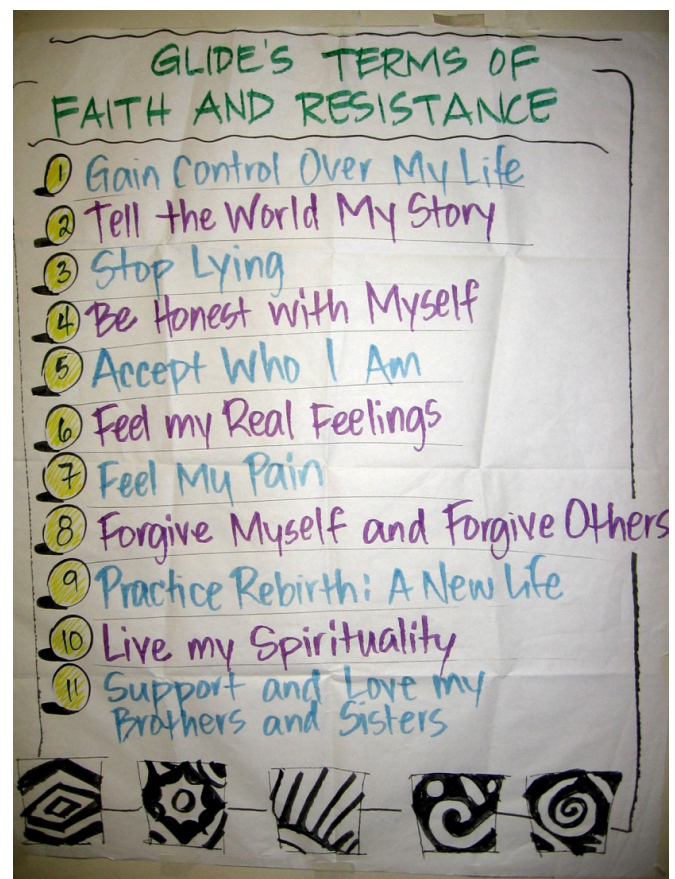 GLIDE'S TERMS OF
FAITH AND RESISTANCE
1 Gain Control Over My Life
2 Tell the World My Story
3 Stop Lying
4 Be Honest with Myself
5 Accept Who I Am
6 Feel my Real Feelings
7 Feel My Pain
8 Forgive Myself and Forgive Others
9 Practice Rebirth: A New Life
10 Live my Spirituality
11 Support and Love my
Brothers and Sisters